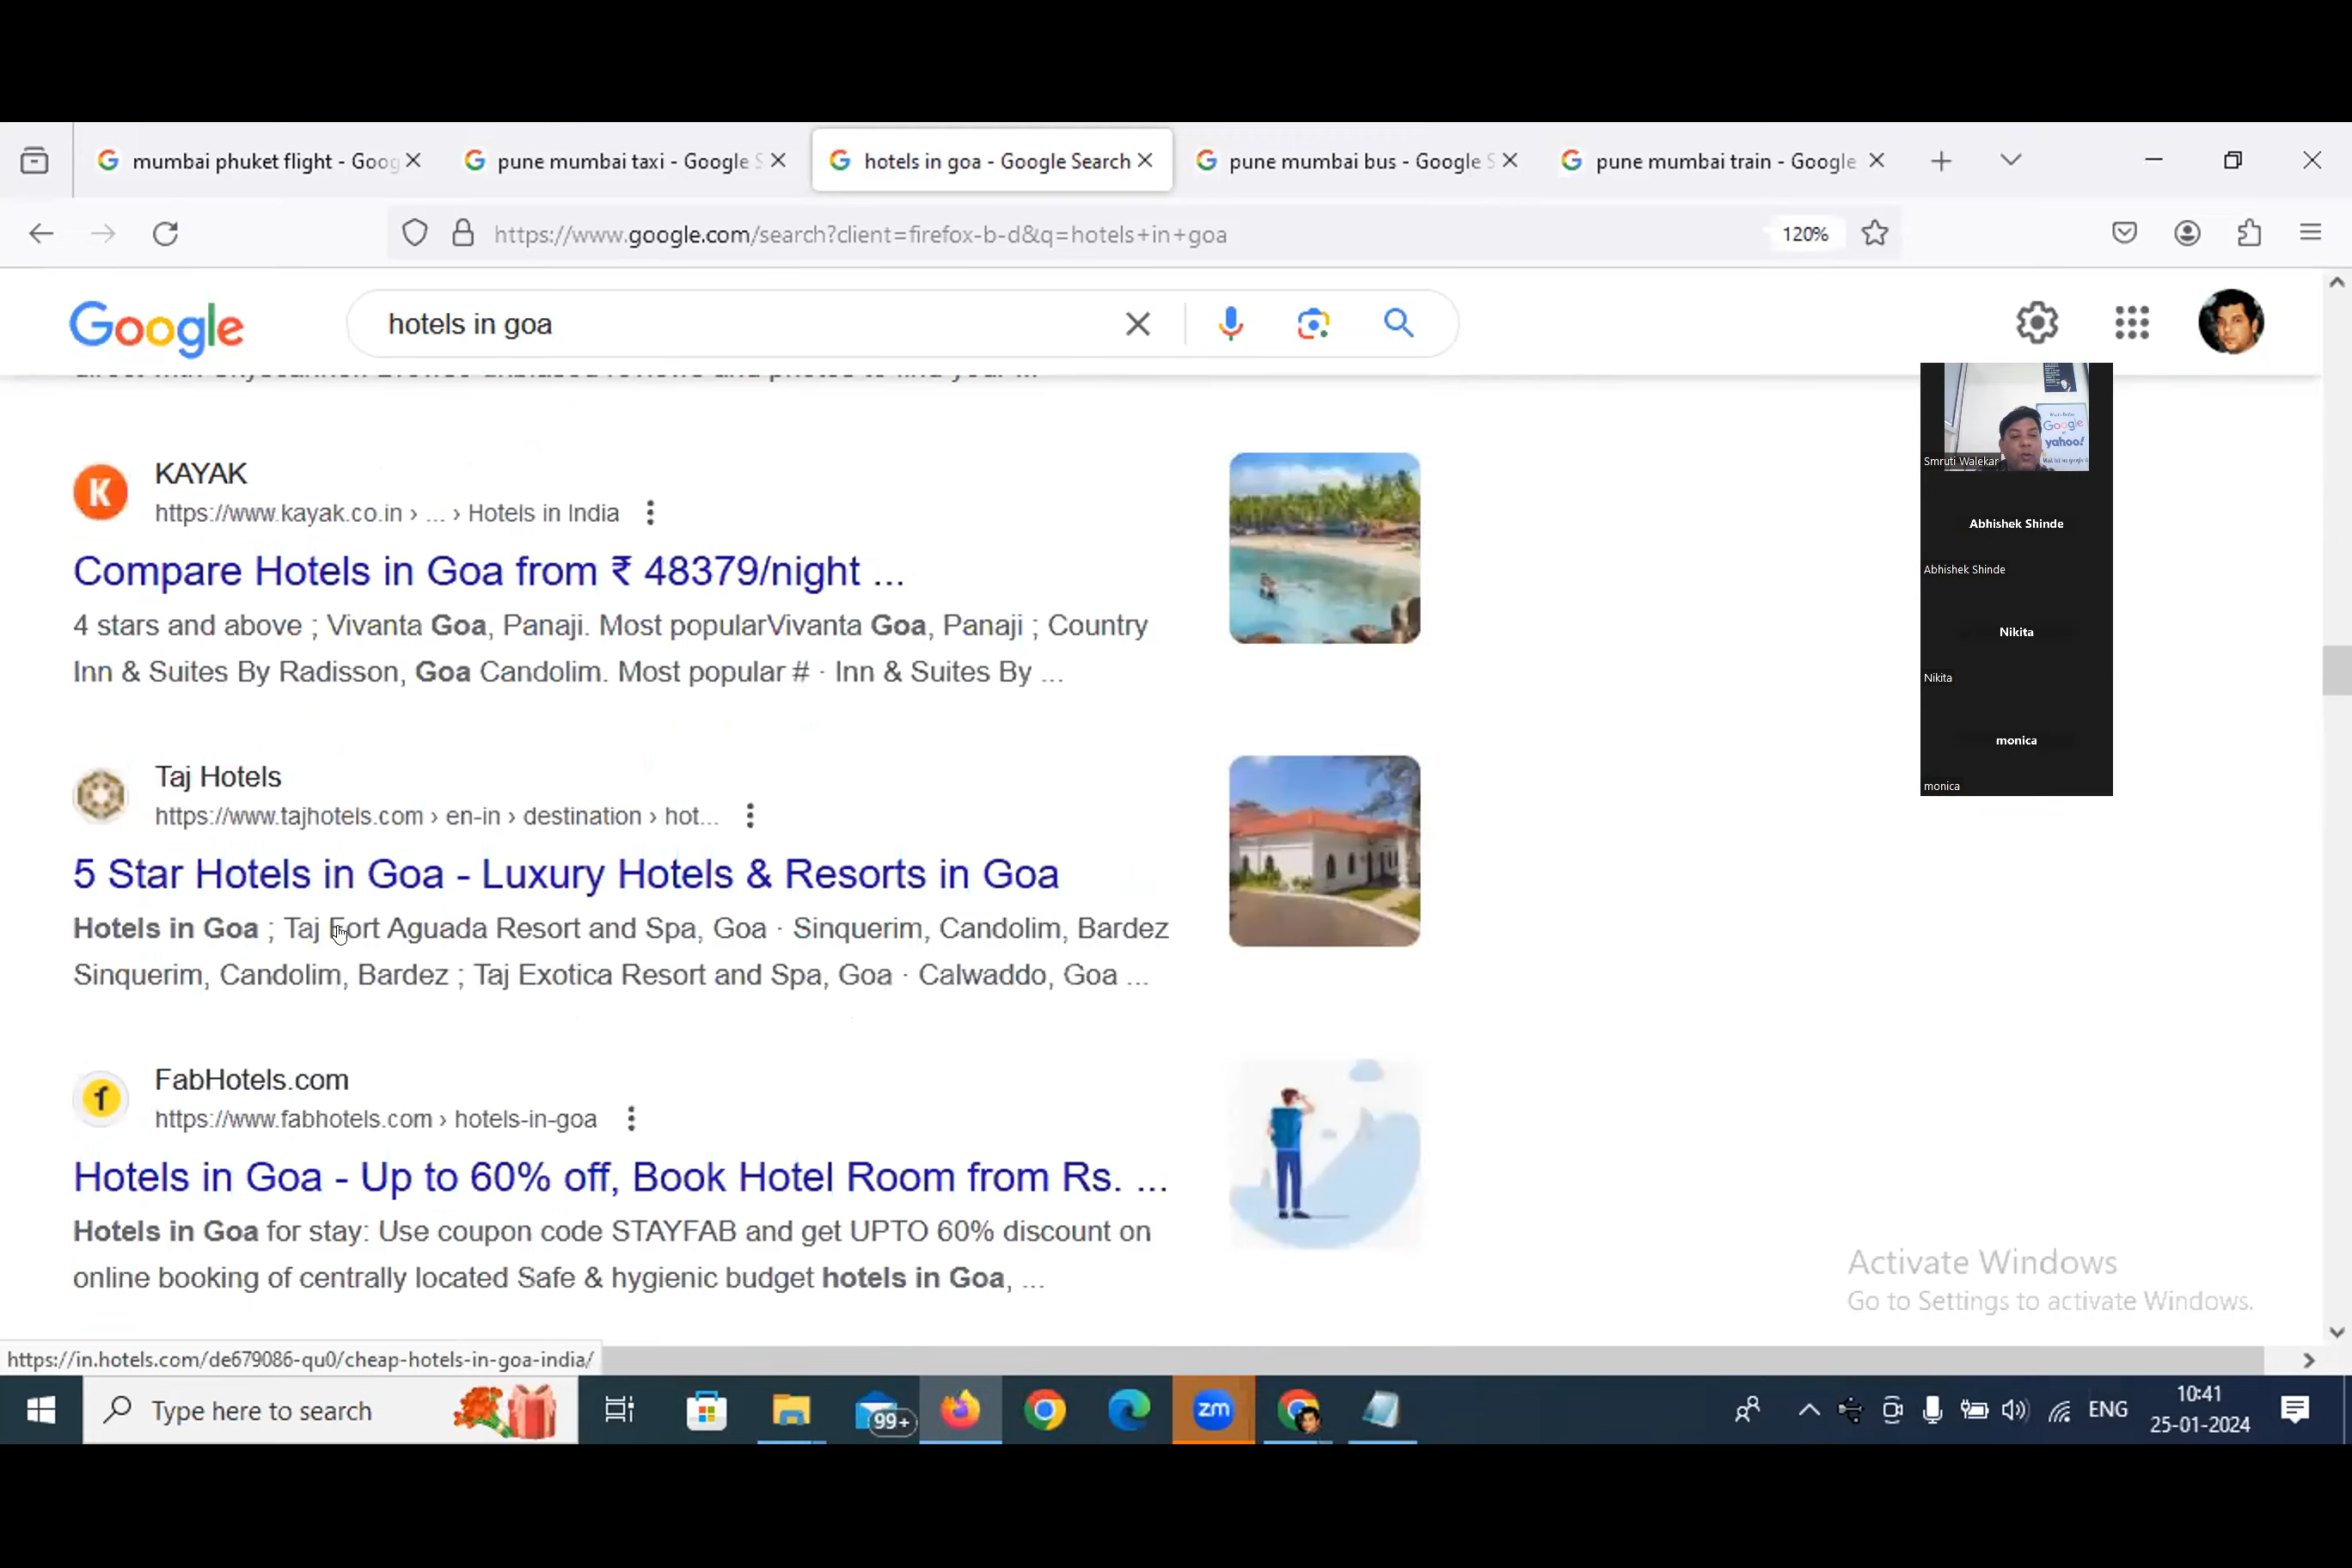 mumbai phuket flight - Goog
pune mumbai taxi - Google S
hotels in goa - Google Search
pune mumbai bus - Google S
pune mumbai train - Google
https://www.google.com/search?client=firefox-b-d&q=hotels+in+goa
120%
Google
hotels in goa
KAYAK
https://www.kayak.co.in › ... › Hotels in India
Compare Hotels in Goa from ₹ 48379/night ...
4 stars and above ; Vivanta Goa, Panaji. Most popularVivanta Goa, Panaji ; Country
Inn & Suites By Radisson, Goa Candolim. Most popular # · Inn & Suites By ...
Taj Hotels
https://www.tajhotels.com › en-in › destination › hot...
5 Star Hotels in Goa - Luxury Hotels & Resorts in Goa
Hotels in Goa ; Taj Fort Aguada Resort and Spa, Goa · Sinquerim, Candolim, Bardez
Sinquerim, Candolim, Bardez ; Taj Exotica Resort and Spa, Goa · Calwaddo, Goa ...
FabHotels.com
https://www.fabhotels.com › hotels-in-goa
Hotels in Goa - Up to 60% off, Book Hotel Room from Rs. ...
Hotels in Goa for stay: Use coupon code STAYFAB and get UPTO 60% discount on
online booking of centrally located Safe & hygienic budget hotels in Goa, ...
Google
yahoo!
Smruti Walekar
Abhishek Shinde
Abhishek Shinde
Nikita
Nikita
monica
monica
Activate Windows
Go to Settings to activate Windows.
https://in.hotels.com/de679086-qu0/cheap-hotels-in-goa-india/
Type here to search
99+
zm
ENG
10:41
25-01-2024